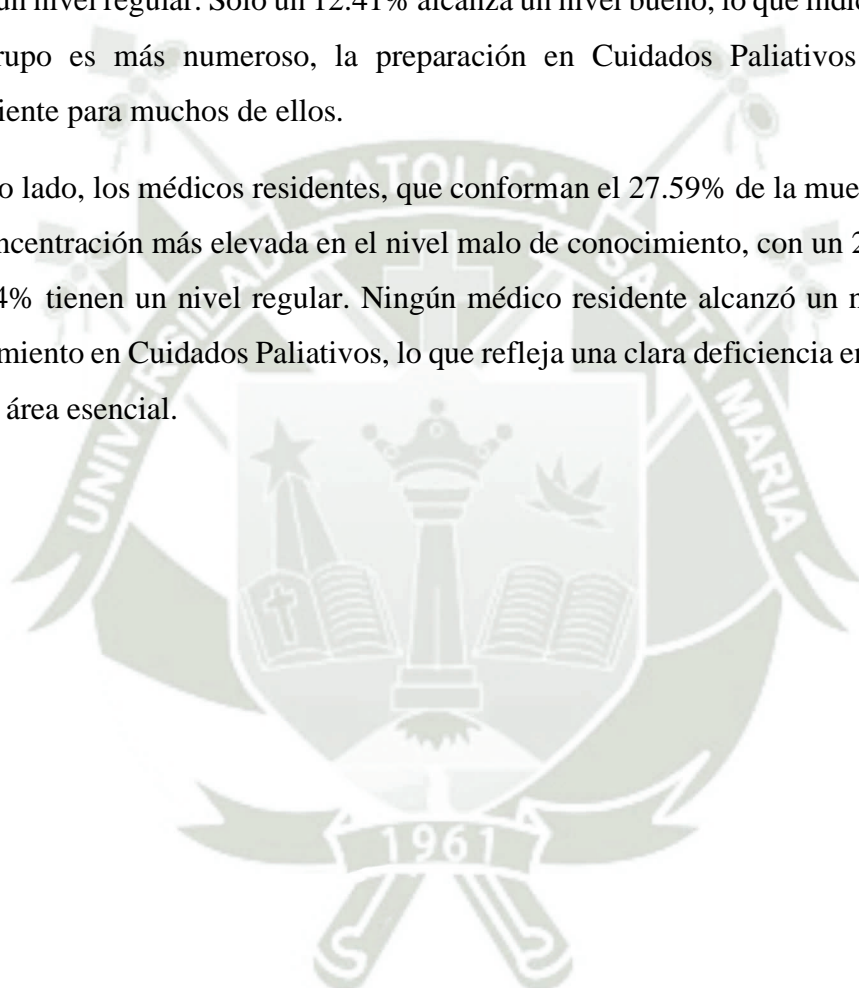 un nivel regular. Solo un 12.41% alcanza un nivel bueno, lo que indic
rupo es más numeroso, la preparación en Cuidados Paliativos
iente para muchos de ellos.
o lado, los médicos residentes, que conforman el 27.59% de la mue
ncentración más elevada en el nivel malo de conocimiento, con un 2
4% tienen un nivel regular. Ningún médico residente alcanzó un n
miento en Cuidados Paliativos, lo que refleja una clara deficiencia en
área esencial.
UNIVERSIDAD CATOLICA SANTA MARIA
1961